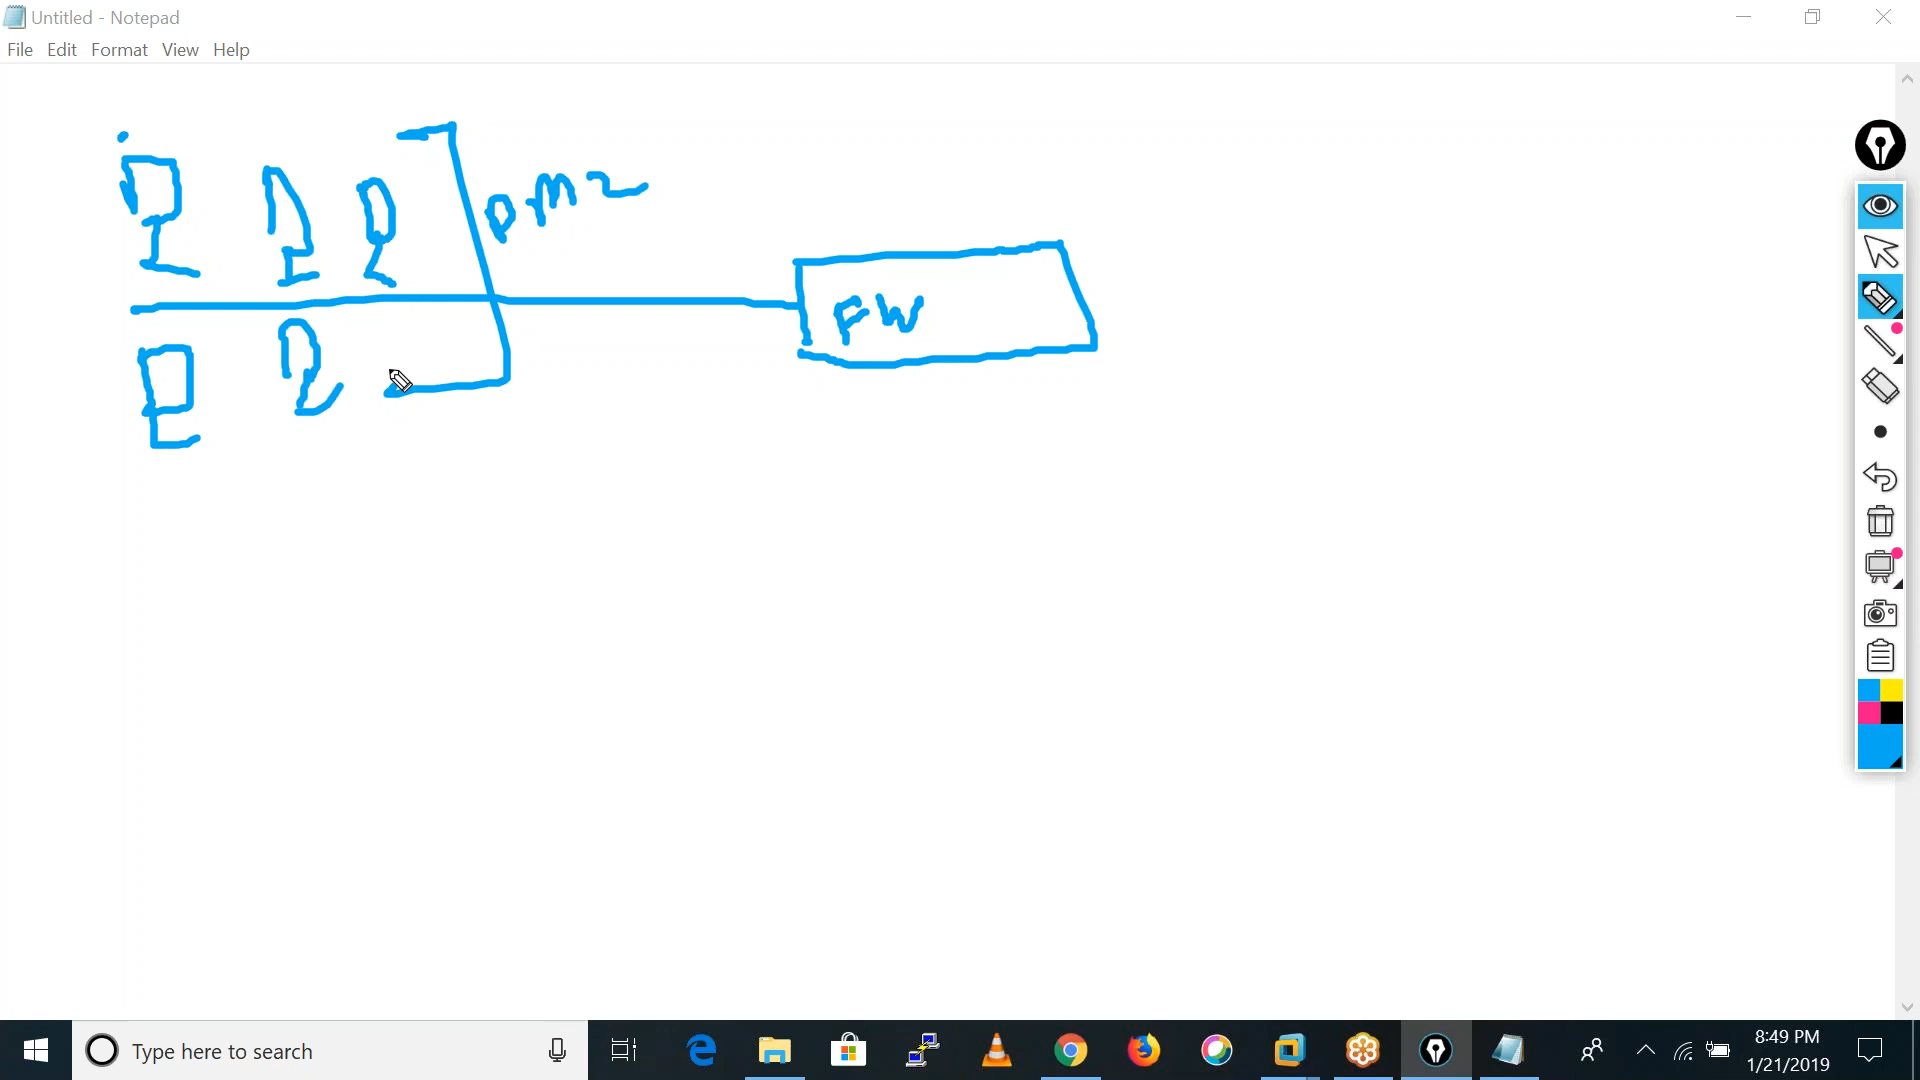 Untitled - Notepad
File Edit Format View Help
DMZ
FW
Type here to search
8:49 PM
1/21/2019